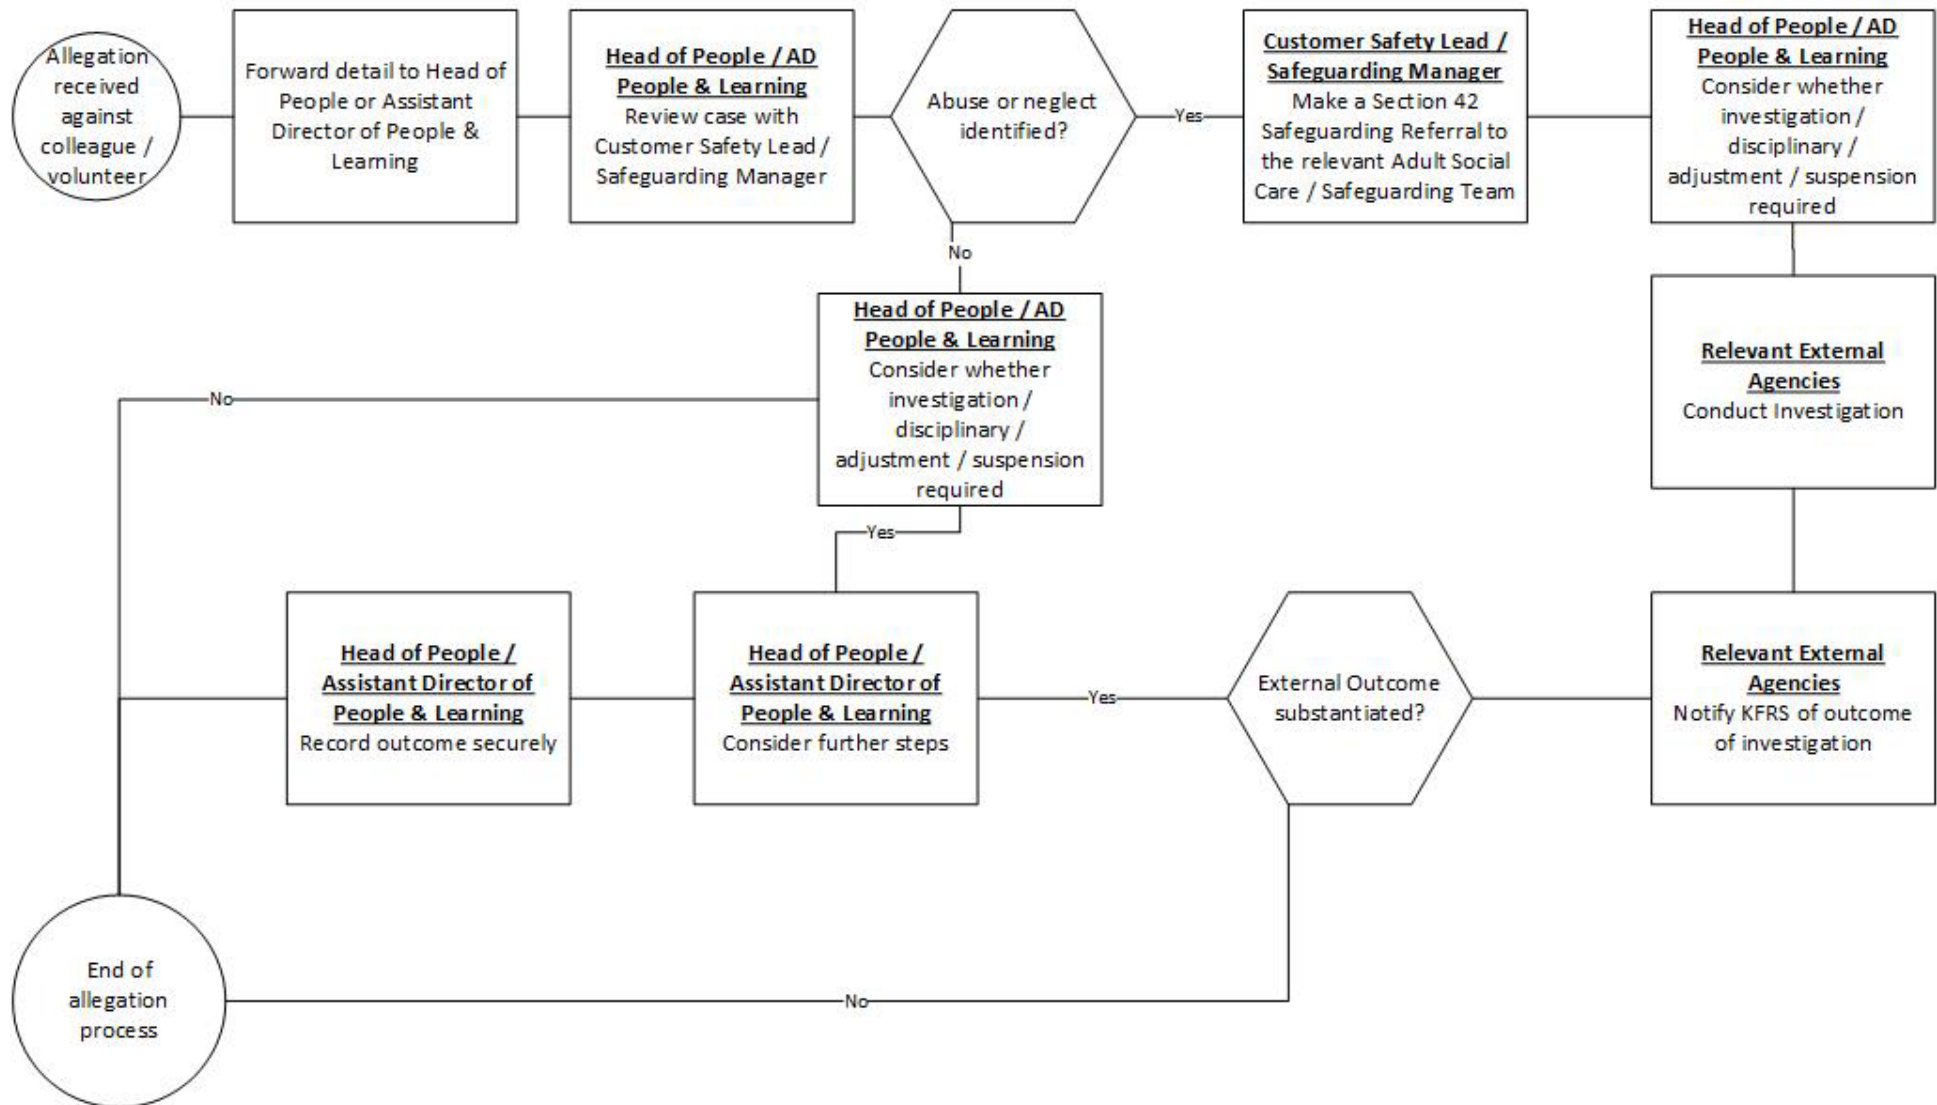 Allegation
received
against
colleague /
volunteer
Forward detail to Head of
People or Assistant
Director of People &
Learning
Head of People / AD
People & Learning
Review case with
Customer Safety Lead /
Safeguarding Manager
Abuse or neglect
identified?
Yes
Customer Safety Lead /
Safeguarding Manager
Make a Section 42
Safeguarding Referral to
the relevant Adult Social
Care / Safeguarding Team
Head of People / AD
People & Learning
Consider whether
investigation /
disciplinary /
adjustment / suspension
required
No
Head of People / AD
People & Learning
Consider whether
investigation /
disciplinary /
adjustment / suspension
required
No
Yes
Relevant External
Agencies
Conduct Investigation
Head of People /
Assistant Director of
People & Learning
Record outcome securely
Head of People /
Assistant Director of
People & Learning
Consider further steps
Yes
External Outcome
substantiated?
Relevant External
Agencies
Notify KFRS of outcome
of investigation
End of
allegation
process
No